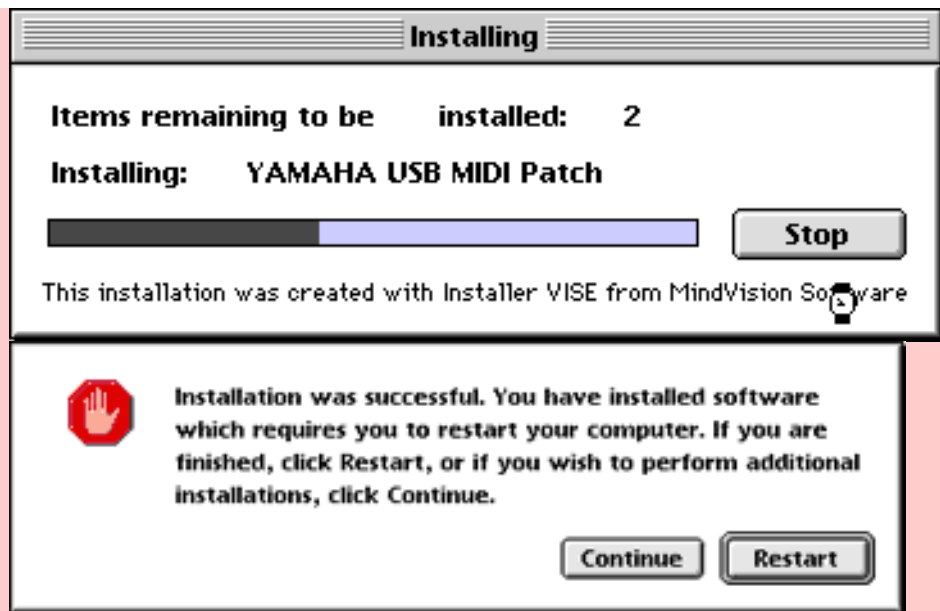 Installing
Items remaining to be installed: 2
Installing: YAMAHA USB MIDI Patch
Stop
This installation was created with Installer VISE from MindVision Software
Installation was successful. You have installed software
which requires you to restart your computer. If you are
finished, click Restart, or if you wish to perform additional
installations, click Continue.
Continue
Restart